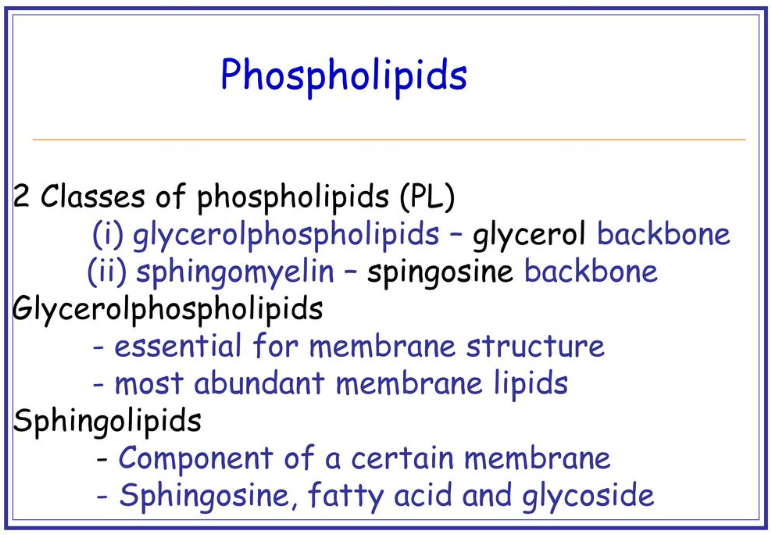 Phospholipids
2 Classes of phospholipids (PL)
(i) glycerolphospholipids – glycerol backbone
(ii) sphingomyelin – spingosine backbone
Glycerolphospholipids
- essential for membrane structure
- most abundant membrane lipids
Sphingolipids
- Component of a certain membrane
- Sphingosine, fatty acid and glycoside